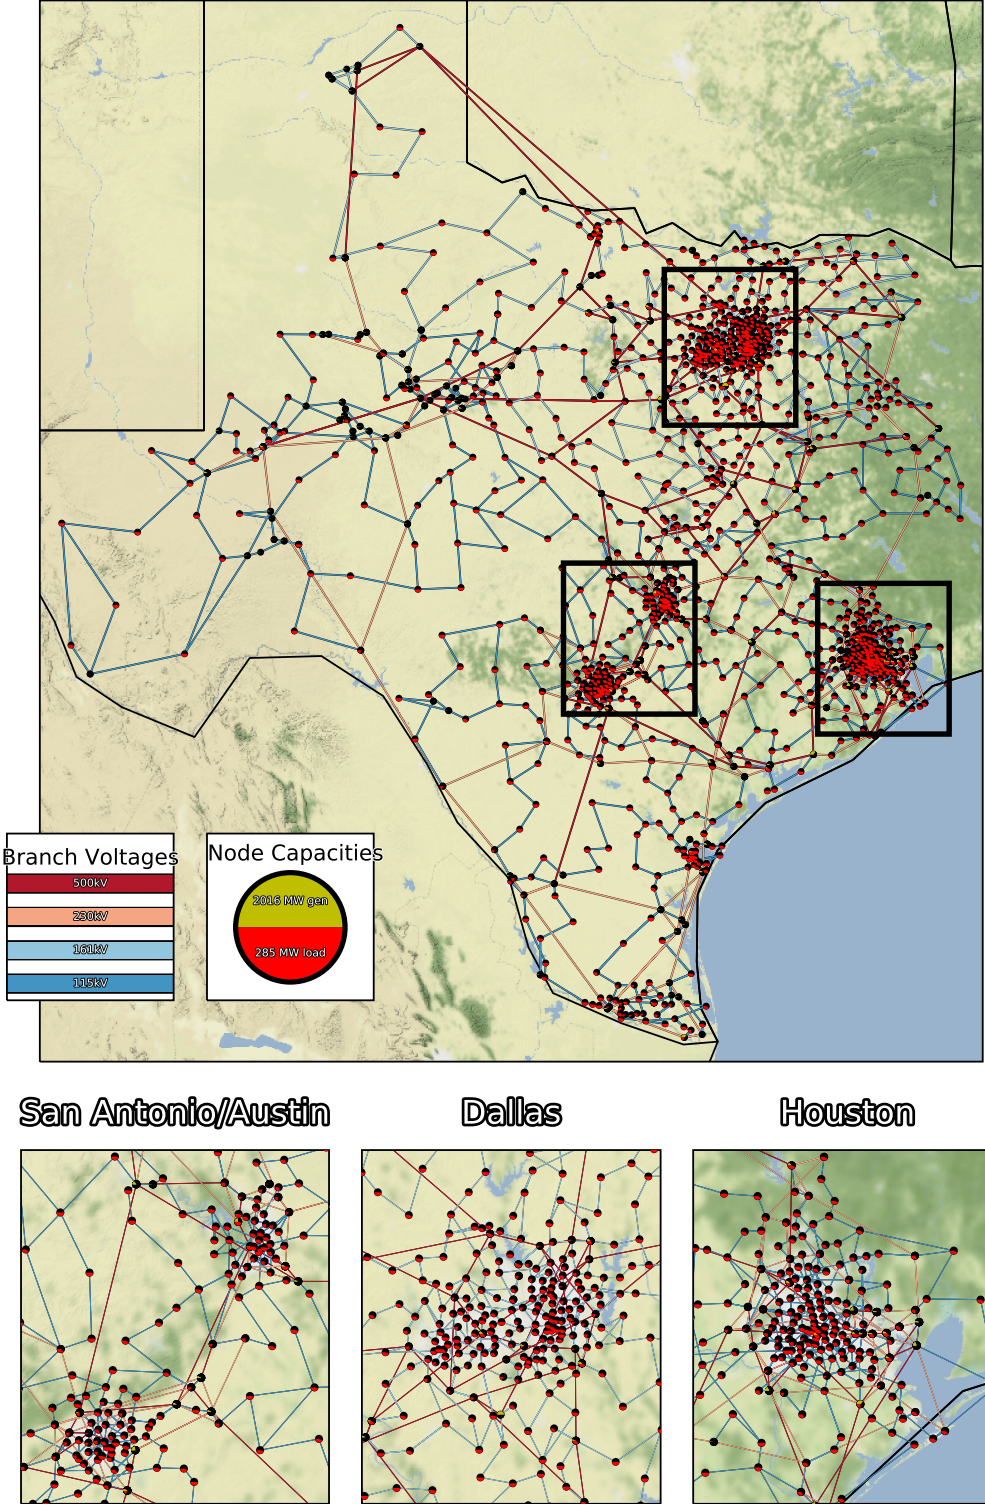 Branch Voltages
500kV
230kV
161kV
115kV
Node Capacities
2016 MW gen
285 MW load
San Antonio/Austin
Dallas
Houston